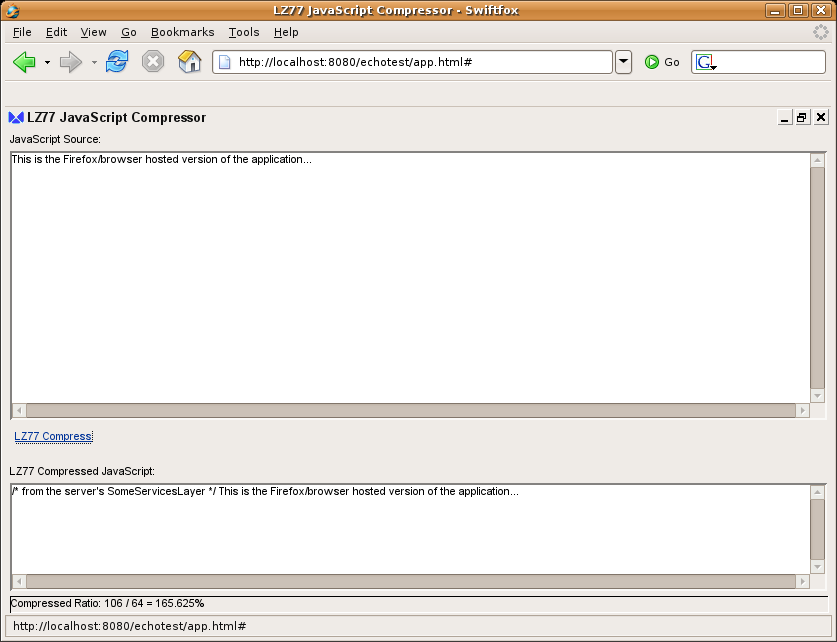 LZ77 JavaScript Compressor - Swiftfox
File Edit View Go Bookmarks Tools Help
http://localhost:8080/echotest/app.html# Go G
LZ77 JavaScript Compressor
JavaScript Source:
This is the Firefox/browser hosted version of the application...
LZ77 Compress
LZ77 Compressed JavaScript:
/* from the server's SomeServicesLayer */ This is the Firefox/browser hosted version of the application...
Compressed Ratio: 106 / 64 = 165.625%
http://localhost:8080/echotest/app.html#